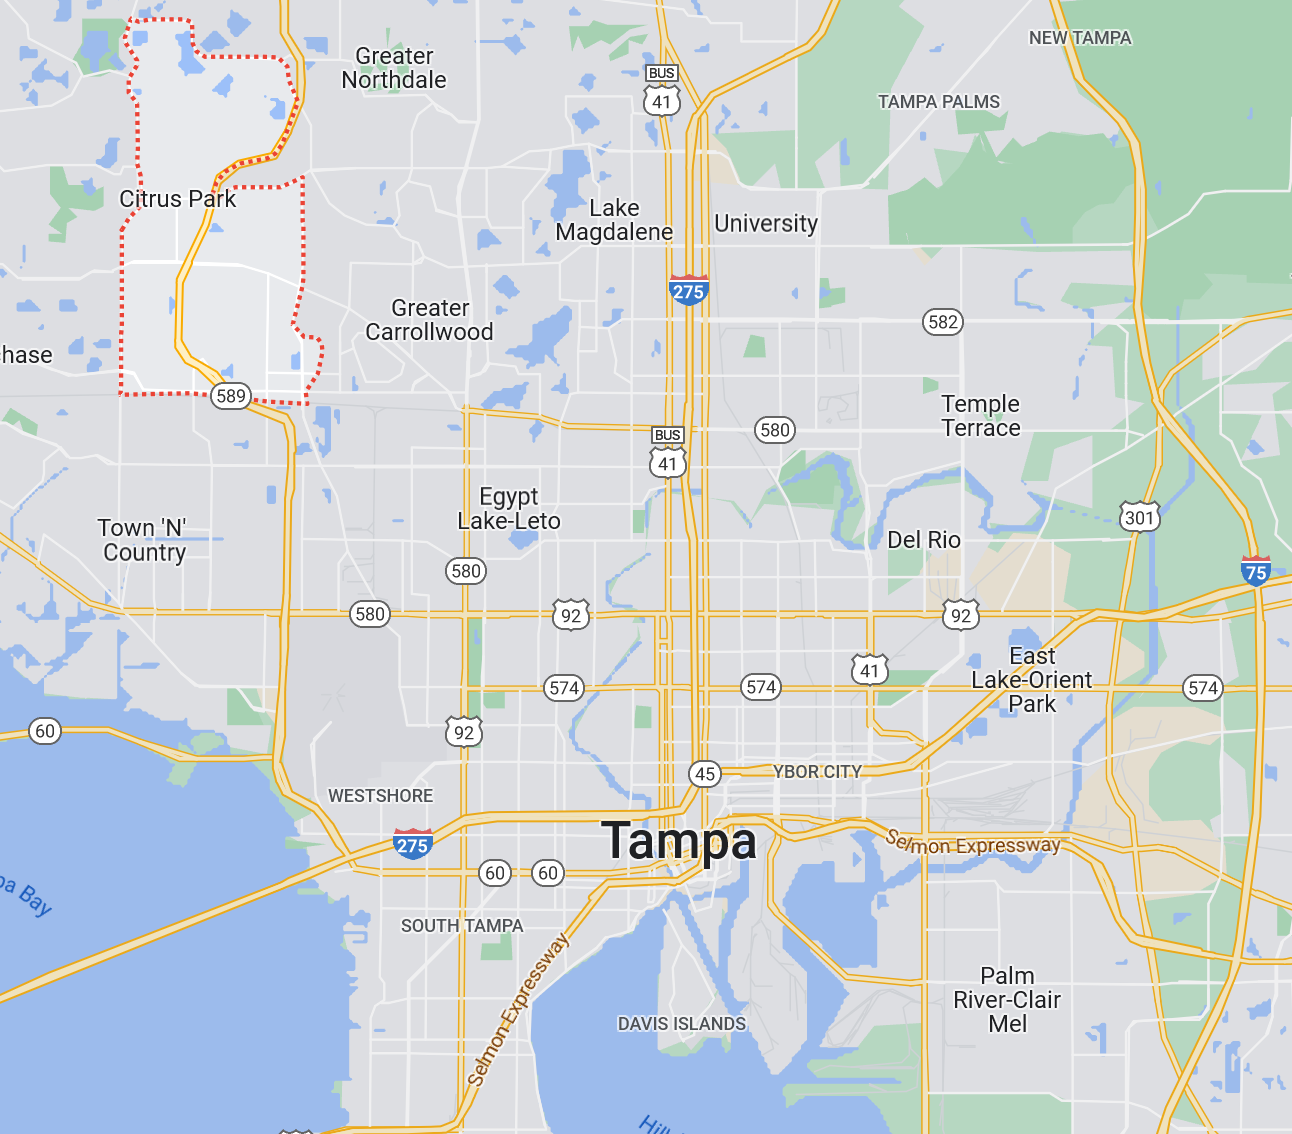 NEW TAMPA
Greater
Northdale
BUS
41
TAMPA PALMS
Citrus Park
Lake
Magdalene
University
275
Greater
Carrollwood
582
hase
589
Temple
Terrace
BUS
41
580
Egypt
Lake-Leto
Town 'N'
Country
301
Del Rio
580
75
580
92
92
East
Lake-Orient
Park
41
574
574
574
60
92
45
YBOR CITY
WESTSHORE
Tampa
275
Selmon Expressway
60
60
pa Bay
SOUTH TAMPA
Selmon Expressway
Palm
River-Clair
Mel
DAVIS ISLANDS
Hill